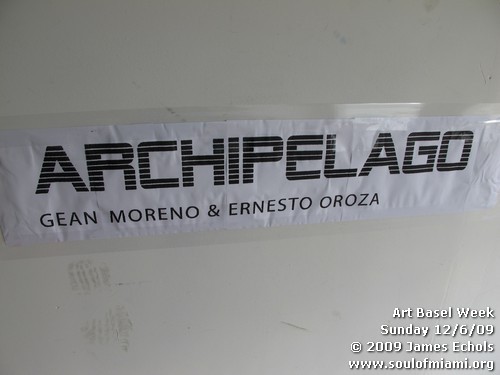 ARCHIPELAGO
GEAN MORENO & ERNESTO OROZA
Art Basel Week
Sunday 12/6/09
© 2009 James Echols
www.soulofmiami.org